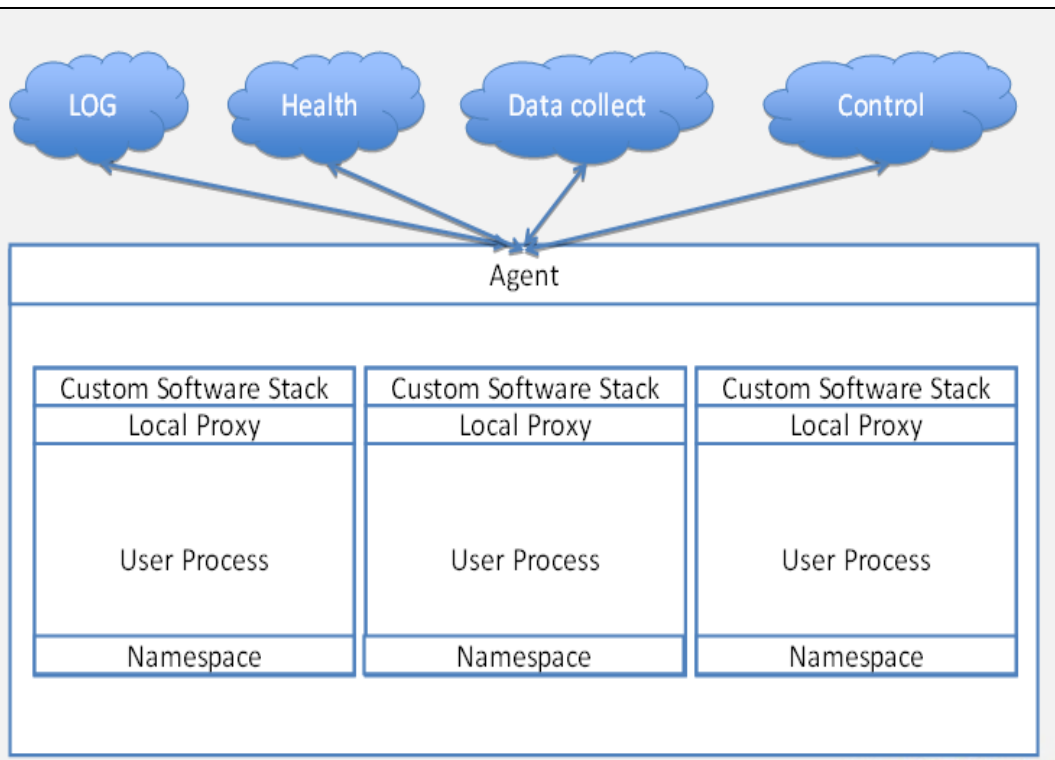 LOG
Health
Data collect
Control
Agent
Custom Software Stack
Local Proxy
User Process
Namespace
Custom Software Stack
Local Proxy
User Process
Namespace
Custom Software Stack
Local Proxy
User Process
Namespace